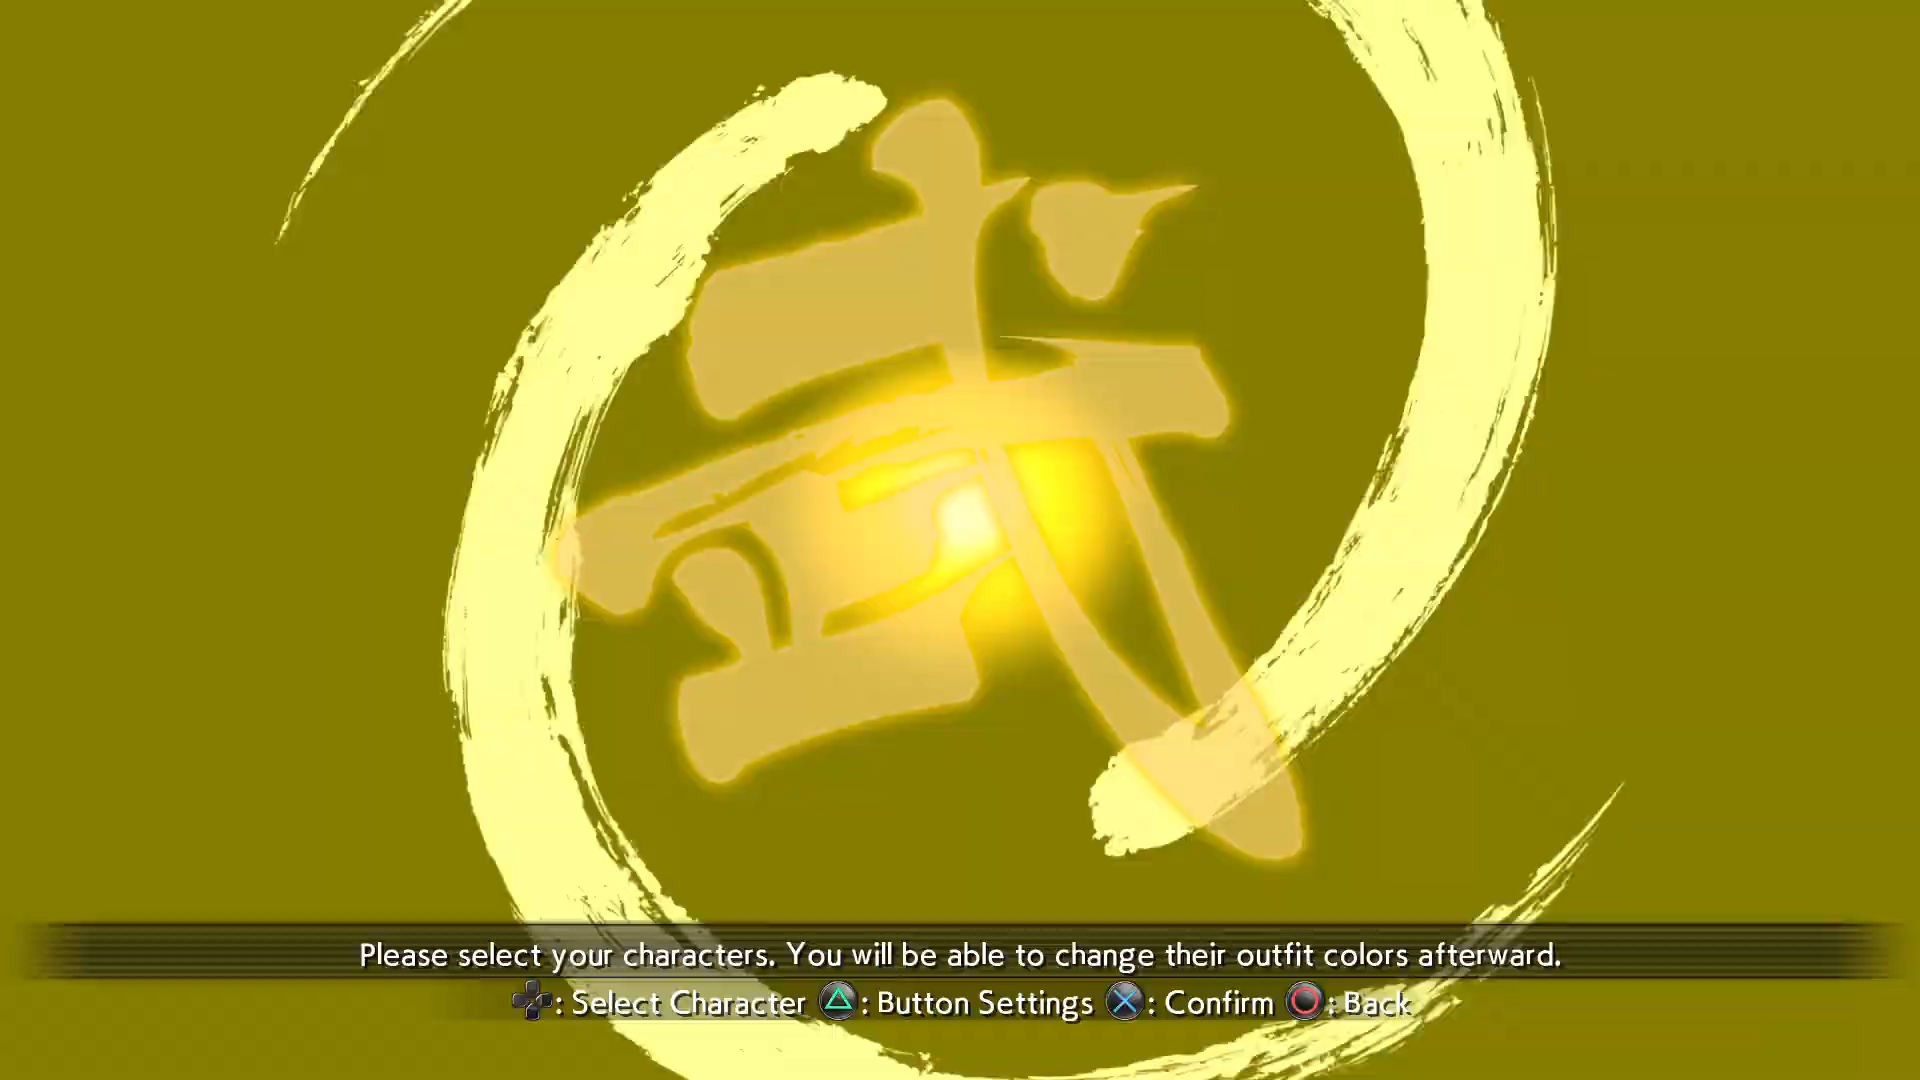 武
Please select your characters. You will be able to change their outfit colors afterward.
: Select Character : Button Settings : Confirm : Back